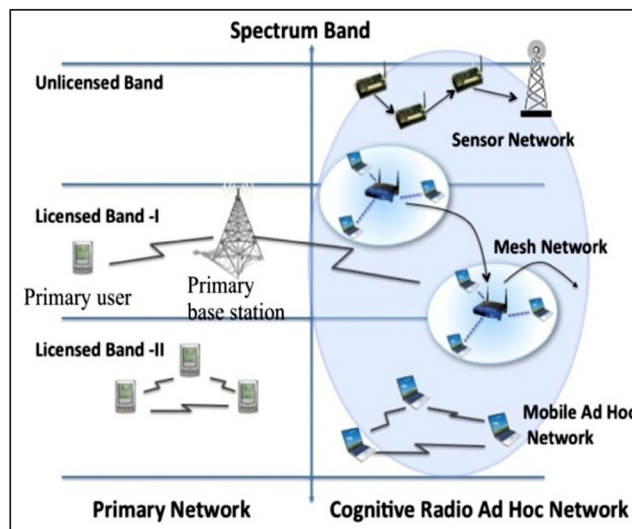 Spectrum Band
Unlicensed Band
Sensor Network
Licensed Band -I
Mesh Network
Primary user
Primary
base station
Licensed Band -II
Mobile Ad Hoc
Network
Primary Network
Cognitive Radio Ad Hoc Network